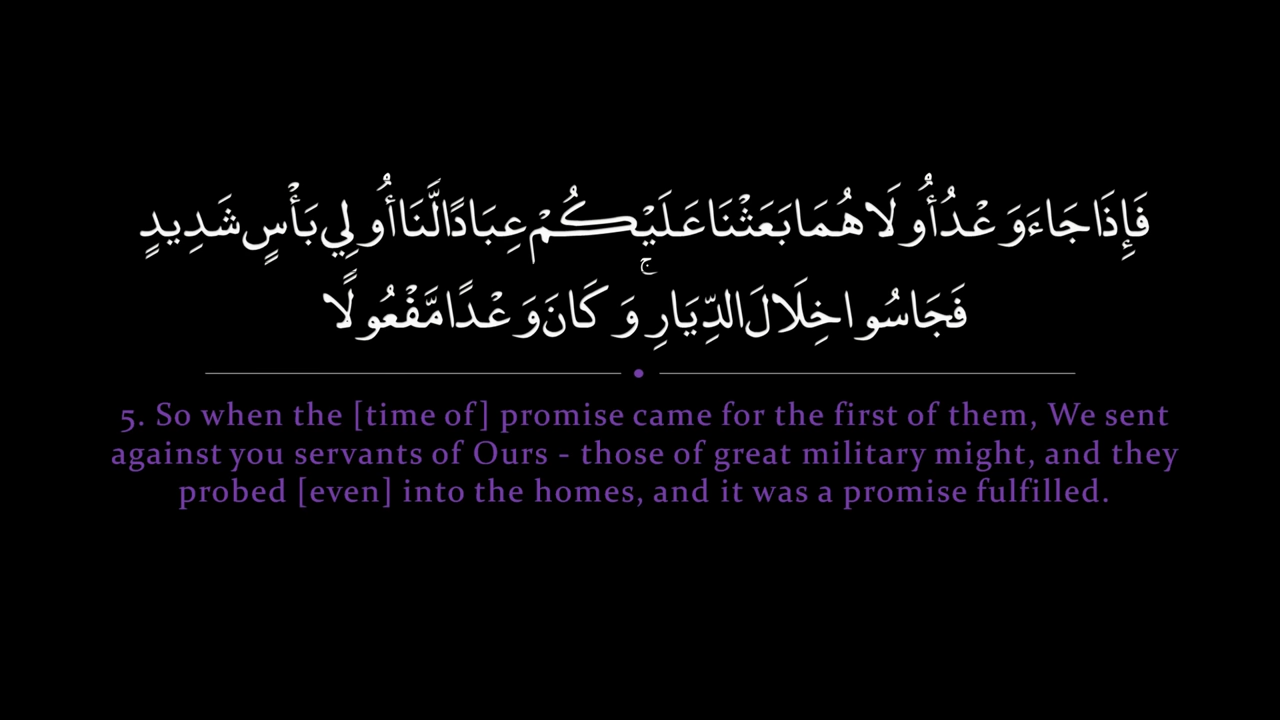 فَإِذَا جَاءَ وَعْدُ أُولَاهُمَا بَعَثْنَا عَلَيْكُمْ عِبَادًا لَّنَا أُولِي بَأْسٍ شَدِيدٍ
فَجَاسُوا خِلَالَ الدِّيَارِ ۚ وَكَانَ وَعْدًا مَّفْعُولًا
5. So when the [time of] promise came for the first of them, We sent
against you servants of Ours - those of great military might, and they
probed [even] into the homes, and it was a promise fulfilled.